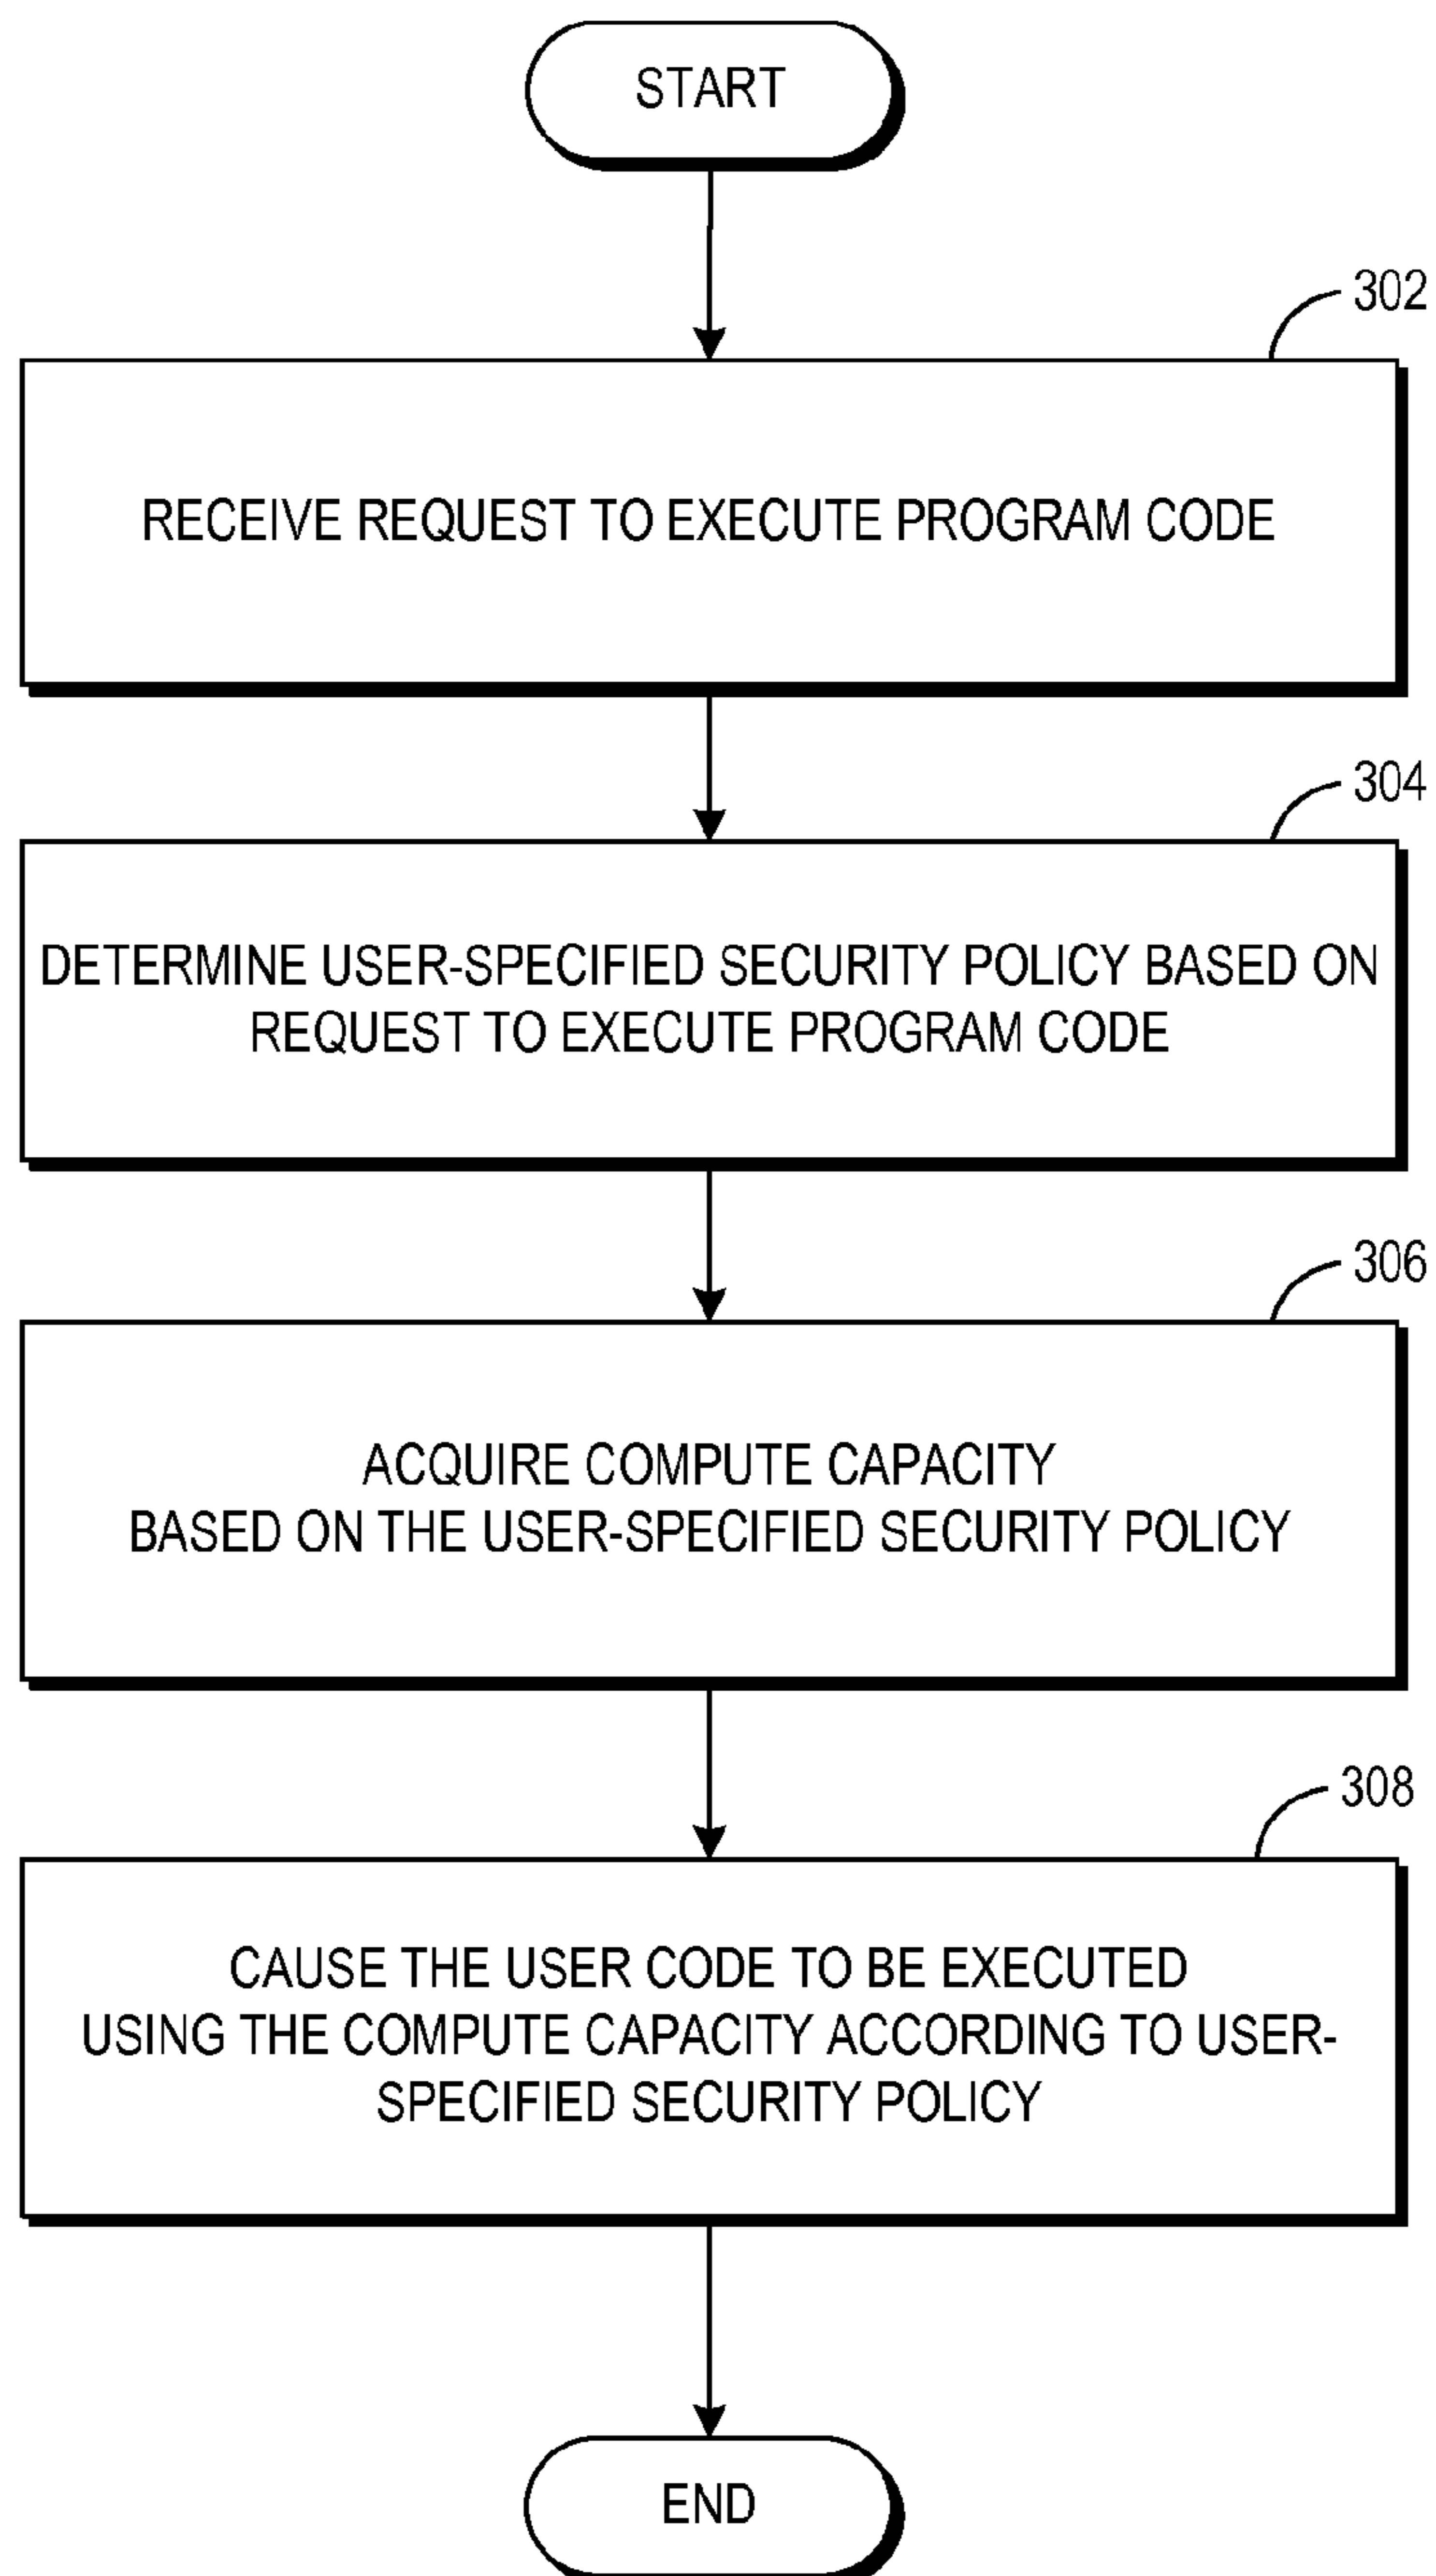 START
302
RECEIVE REQUEST TO EXECUTE PROGRAM CODE
304
DETERMINE USER-SPECIFIED SECURITY POLICY BASED ON
REQUEST TO EXECUTE PROGRAM CODE
306
ACQUIRE COMPUTE CAPACITY
BASED ON THE USER-SPECIFIED SECURITY POLICY
308
CAUSE THE USER CODE TO BE EXECUTED
USING THE COMPUTE CAPACITY ACCORDING TO USER-
SPECIFIED SECURITY POLICY
END